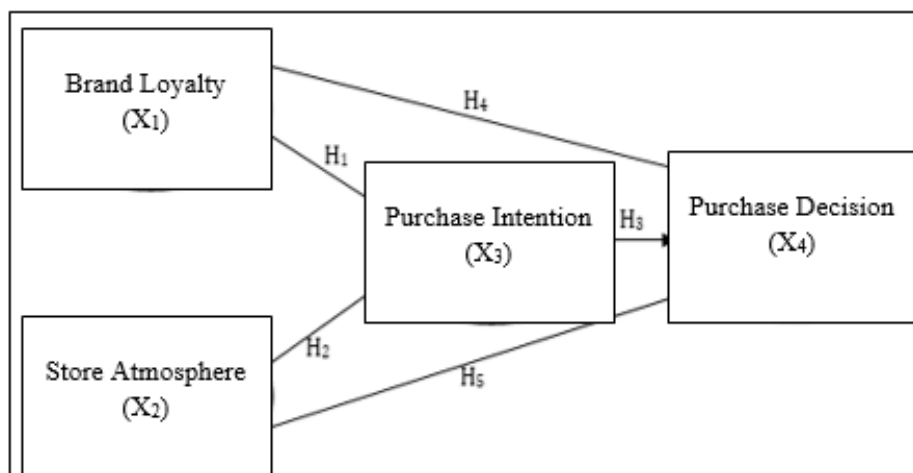 Brand Loyalty
(X₁)
H₄
H₁
Purchase Intention
(X₃)
H₃
Purchase Decision
(X₄)
H₂
Store Atmosphere
(X₂)
H₅